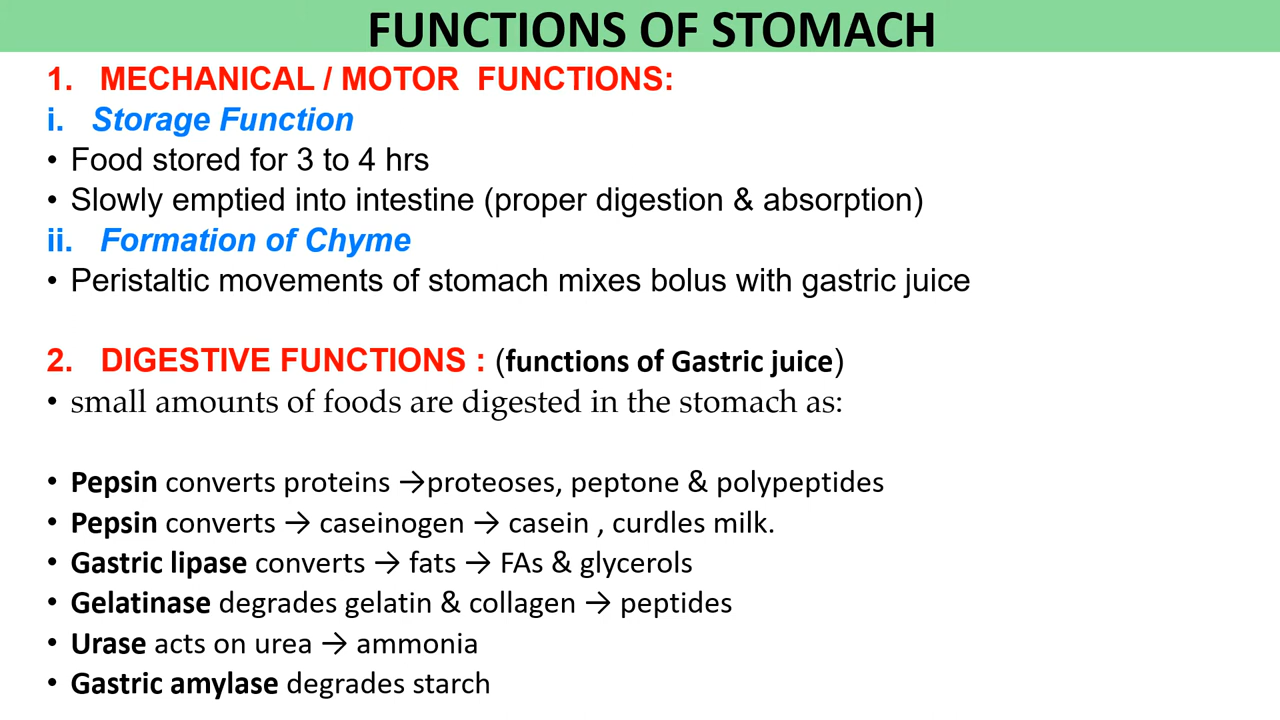 FUNCTIONS OF STOMACH
1. MECHANICAL / MOTOR FUNCTIONS:
i. Storage Function
• Food stored for 3 to 4 hrs
• Slowly emptied into intestine (proper digestion & absorption)
ii. Formation of Chyme
• Peristaltic movements of stomach mixes bolus with gastric juice
2. DIGESTIVE FUNCTIONS : (functions of Gastric juice)
• small amounts of foods are digested in the stomach as:
• Pepsin converts proteins →proteoses, peptone & polypeptides
• Pepsin converts → caseinogen → casein , curdles milk.
• Gastric lipase converts → fats → FAs & glycerols
• Gelatinase degrades gelatin & collagen → peptides
• Urase acts on urea → ammonia
• Gastric amylase degrades starch